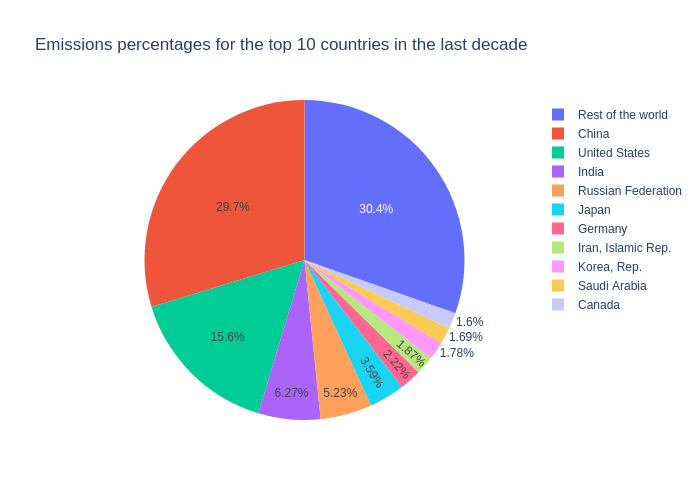 Emissions percentages for the top 10 countries in the last decade
30.4%
29.7%
15.6%
6.27%
5.23%
3.59%
2.22%
1.87%
1.78%
1.69%
1.6%
Rest of the world
China
United States
India
Russian Federation
Japan
Germany
Iran, Islamic Rep.
Korea, Rep.
Saudi Arabia
Canada